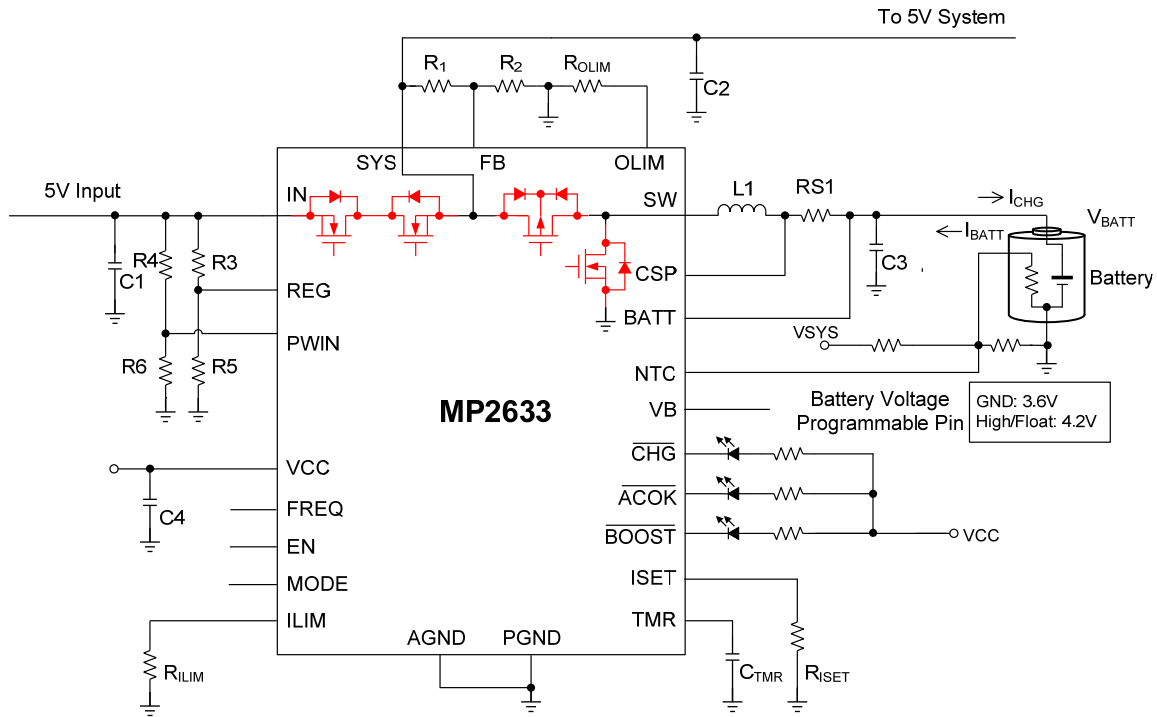 To 5V System
R1
R2
ROLIM
C2
SYS
FB
OLIM
5V Input
IN
SW
L1
RS1
ICHG
IBATT
VBATT
C1
R4
R3
C3
Battery
CSP
REG
BATT
PWIN
VSYS
R6
R5
NTC
MP2633
VB
Battery Voltage
Programmable Pin
GND: 3.6V
High/Float: 4.2V
CHG
VCC
ACOK
C4
FREQ
BOOST
VCC
EN
ISET
MODE
ILIM
TMR
AGND
PGND
RILIM
CTMR
RISET